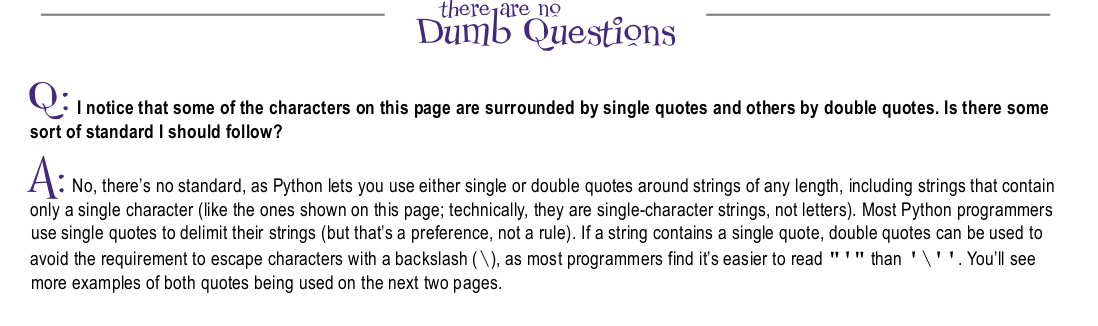 there are no
Dumb Questions
Q: I notice that some of the characters on this page are surrounded by single quotes and others by double quotes. Is there some
sort of standard I should follow?
A: No, there’s no standard, as Python lets you use either single or double quotes around strings of any length, including strings that contain
only a single character (like the ones shown on this page; technically, they are single-character strings, not letters). Most Python programmers
use single quotes to delimit their strings (but that’s a preference, not a rule). If a string contains a single quote, double quotes can be used to
avoid the requirement to escape characters with a backslash (\), as most programmers find it’s easier to read "'" than '\''. You’ll see
more examples of both quotes being used on the next two pages.